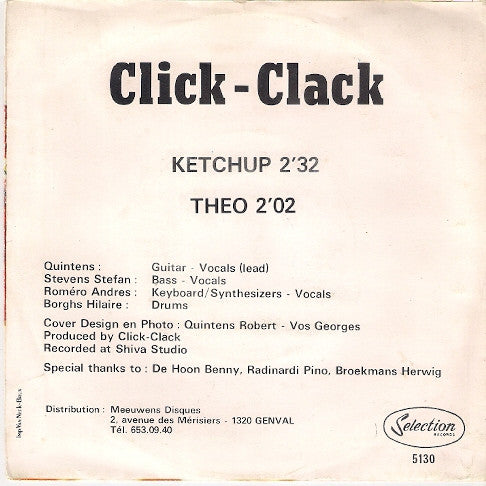 Click-Clack
KETCHUP 2'32
THEO 2'02
Quintens : Guitar - Vocals (lead)
Stevens Stefan : Bass - Vocals
Roméro Andres : Keyboard/Synthesizers - Vocals
Borghs Hilaire : Drums
Cover Design en Photo : Quintens Robert - Vos Georges
Produced by Click-Clack
Recorded at Shiva Studio
Special thanks to : De Hoon Benny, Radinardi Pino, Broekmans Herwig
Distribution : Meeuwens Disques
2, avenue des Mérisiers - 1320 GENVAL
Tél. 653.09.40
Selection
RECORDS
5130